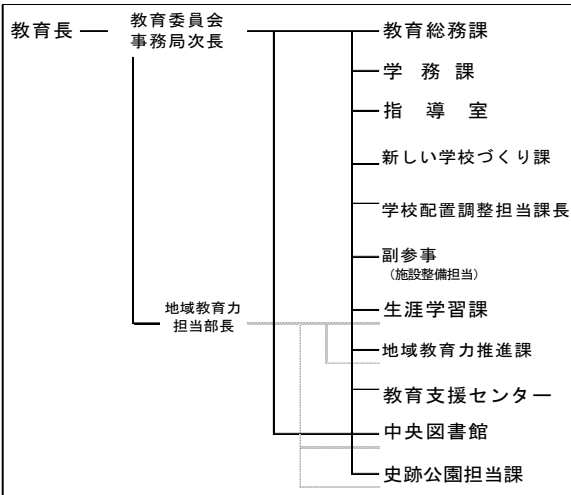 教育長
教育委員会
事務局次長
教育総務課
学務課
指導室
新しい学校づくり課
学校配置調整担当課長
副参事
（施設整備担当）
地域教育力
担当部長
生涯学習課
地域教育力推進課
教育支援センター
中央図書館
史跡公園担当課